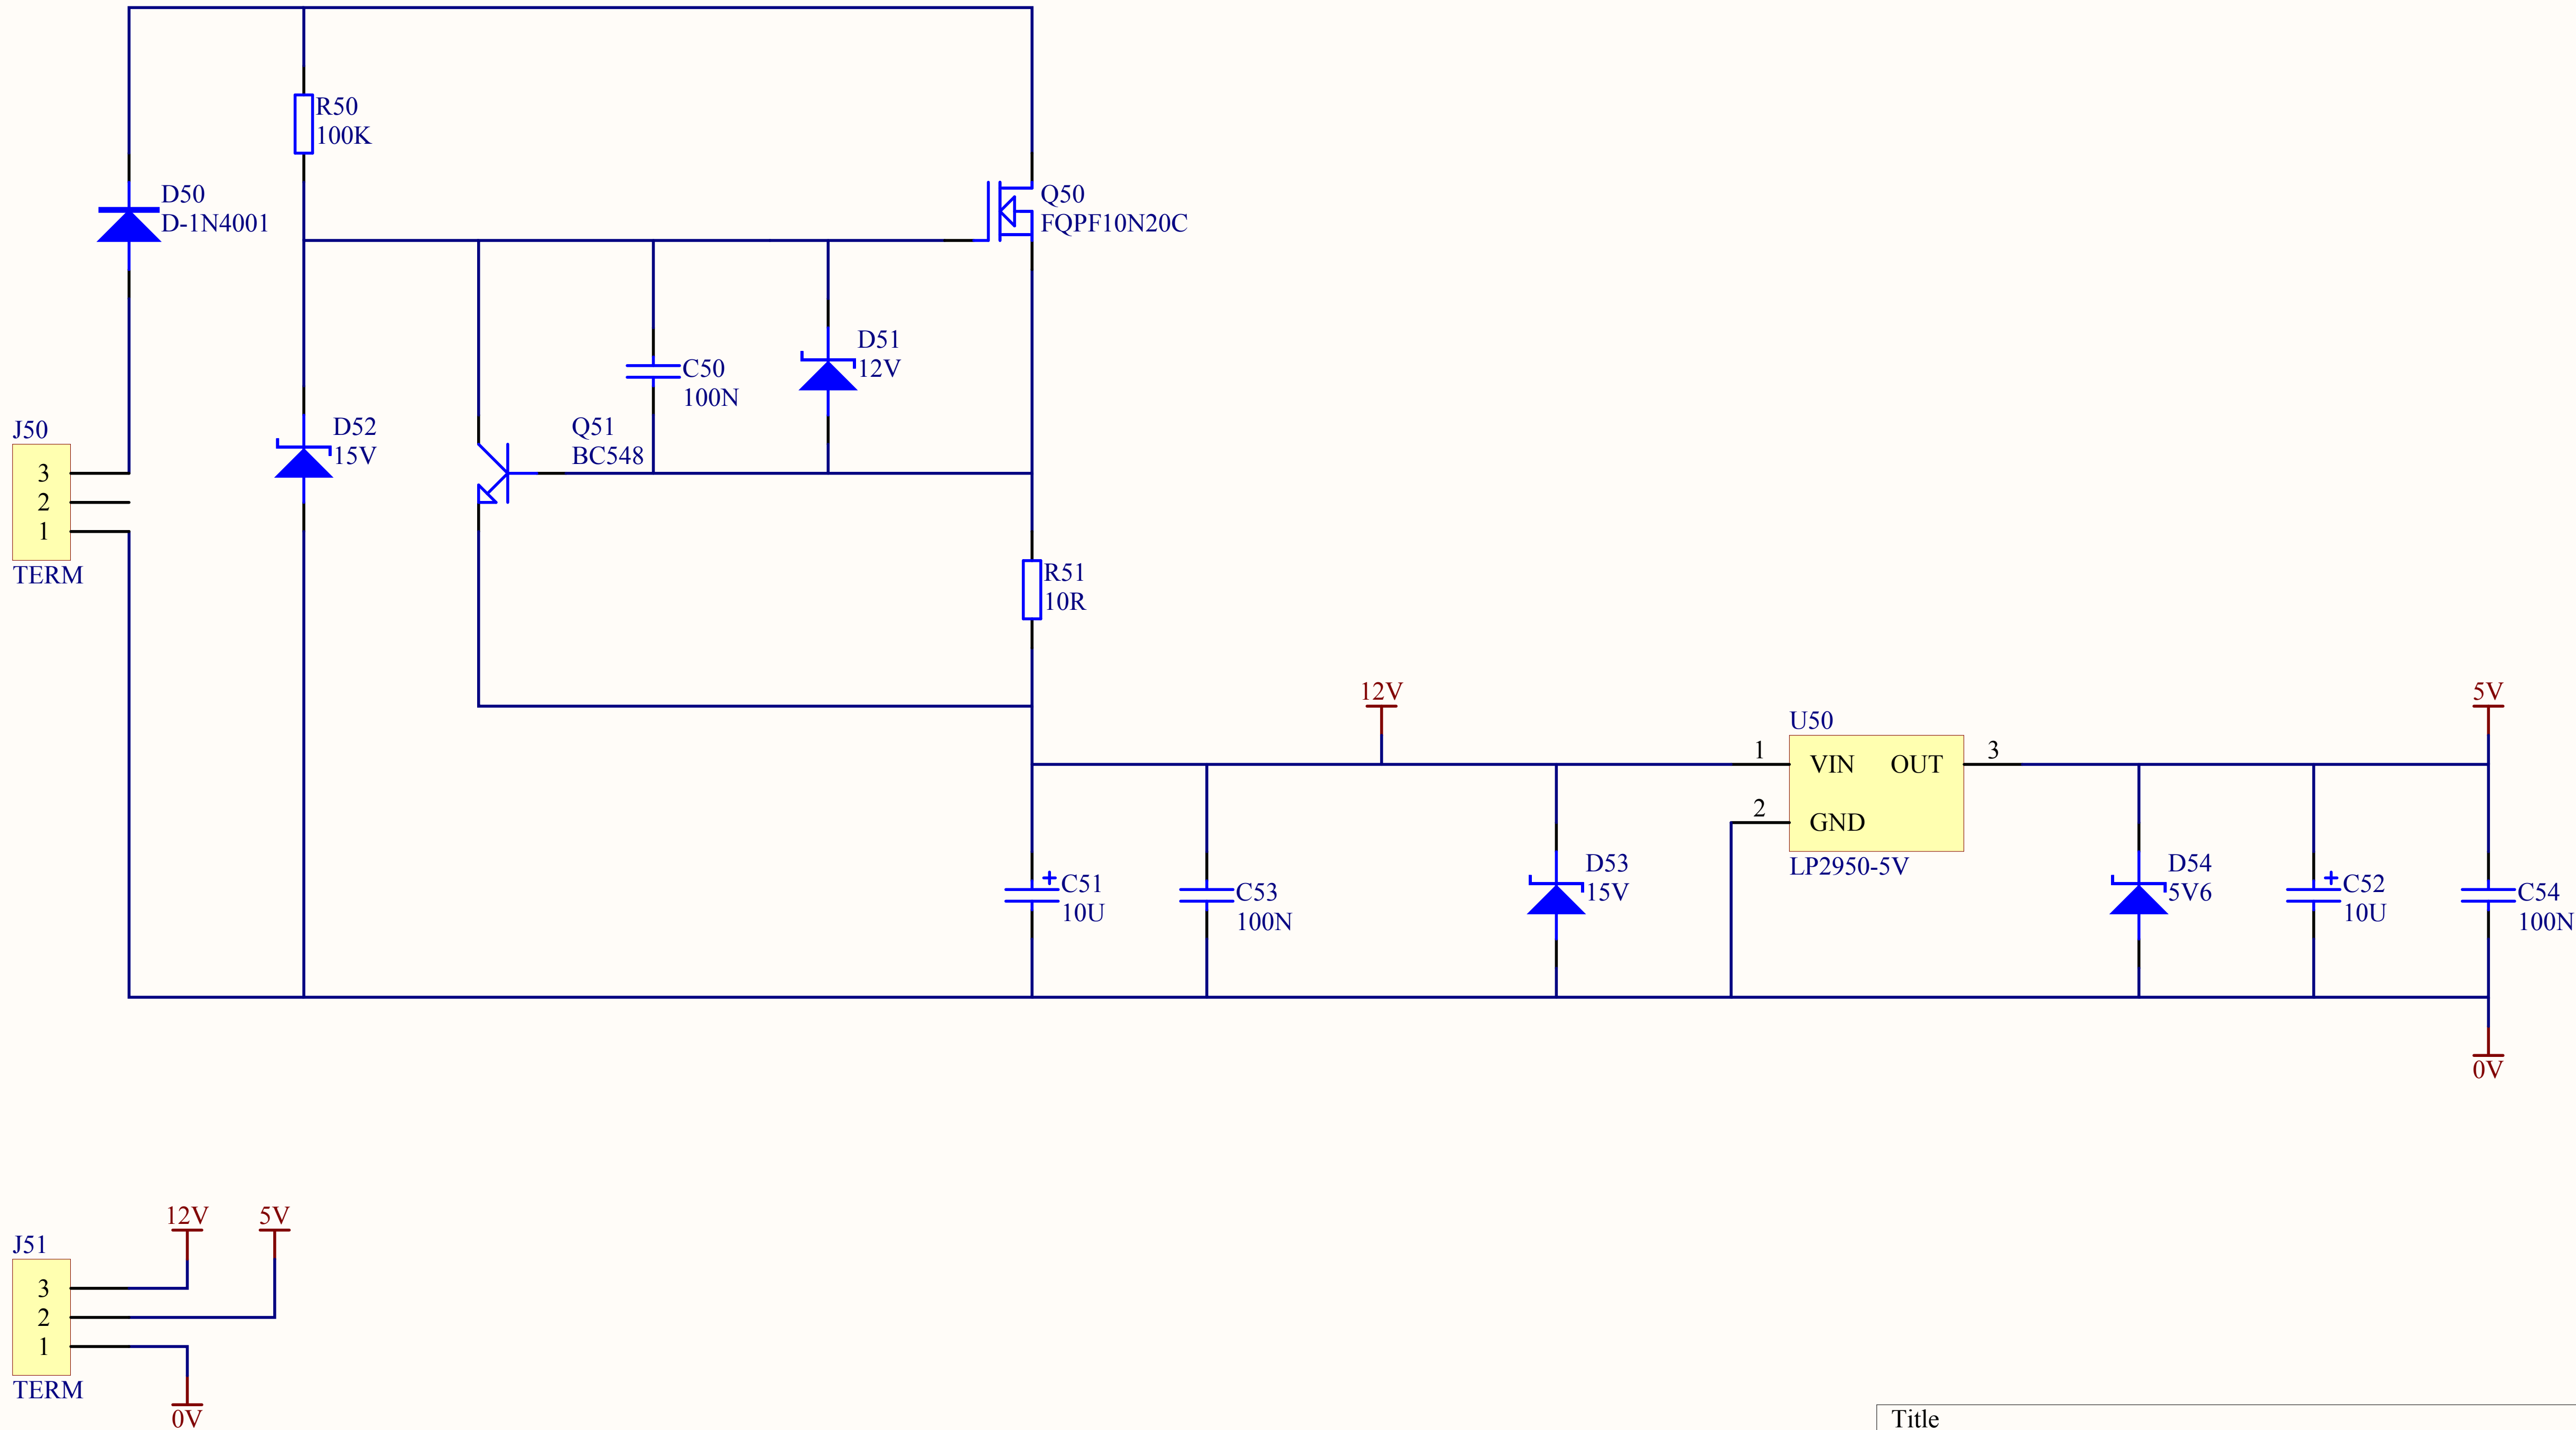 R50
100K
D50
D-1N4001
Q50
FQPF10N20C
D51
12V
C50
100N
D52
15V
Q51
BC548
J50
3
2
1
TERM
R51
10R
12V
5V
U50
1
VIN
OUT
3
2
GND
LP2950-5V
C51
10U
C53
100N
D53
15V
D54
5V6
C52
10U
C54
100N
0V
12V
5V
J51
3
2
1
TERM
0V
Title